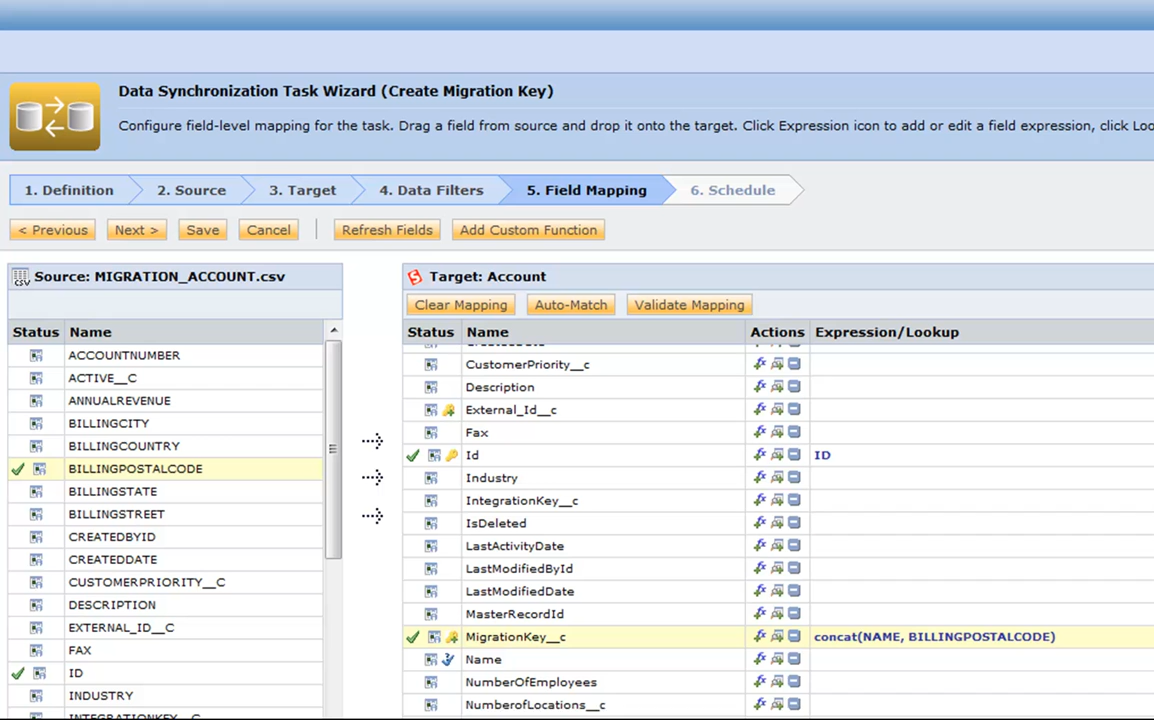 Data Synchronization Task Wizard (Create Migration Key)
Configure field-level mapping for the task. Drag a field from source and drop it onto the target. Click Expression icon to add or edit a field expression, click Loo
1. Definition 2. Source 3. Target 4. Data Filters 5. Field Mapping 6. Schedule
< Previous Next > Save Cancel Refresh Fields Add Custom Function
Source: MIGRATION_ACCOUNT.csv
Status Name
ACCOUNTNUMBER
ACTIVE__C
ANNUALREVENUE
BILLINGCITY
BILLINGCOUNTRY
BILLINGPOSTALCODE
BILLINGSTATE
BILLINGSTREET
CREATEDBYID
CREATEDDATE
CUSTOMERPRIORITY__C
DESCRIPTION
EXTERNAL_ID__C
FAX
ID
INDUSTRY
INTEGRATIONKEY__C
Target: Account
Clear Mapping Auto-Match Validate Mapping
Status Name Actions Expression/Lookup
CreatedDate
CustomerPriority__c
Description
External_Id__c
Fax
Id ID
Industry
IntegrationKey__c
IsDeleted
LastActivityDate
LastModifiedById
LastModifiedDate
MasterRecordId
MigrationKey__c concat(NAME, BILLINGPOSTALCODE)
Name
NumberOfEmployees
NumberofLocations__c